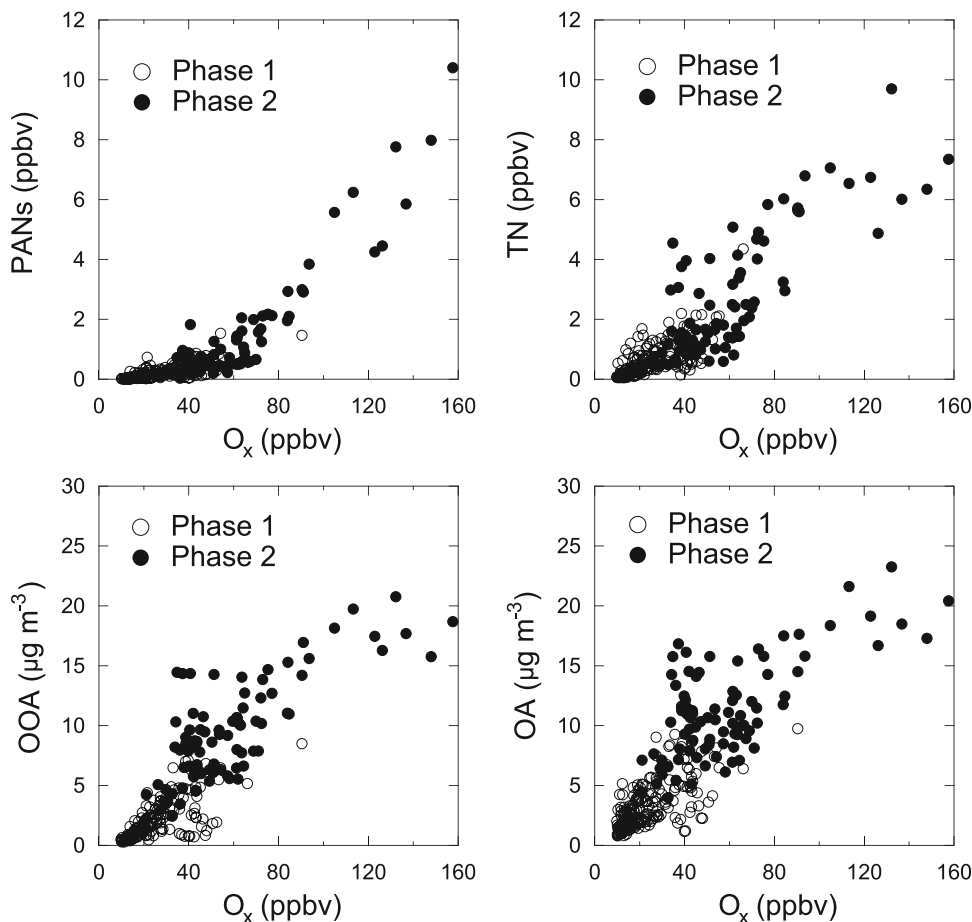 12
10
8
6
4
2
0
PANs (ppbv)
Phase 1
Phase 2
0 40 80 120 160
Oₓ (ppbv)
12
10
8
6
4
2
0
TN (ppbv)
Phase 1
Phase 2
0 40 80 120 160
Oₓ (ppbv)
30
25
20
15
10
5
0
OOA (µg m⁻³)
Phase 1
Phase 2
0 40 80 120 160
Oₓ (ppbv)
30
25
20
15
10
5
0
OA (µg m⁻³)
Phase 1
Phase 2
0 40 80 120 160
Oₓ (ppbv)